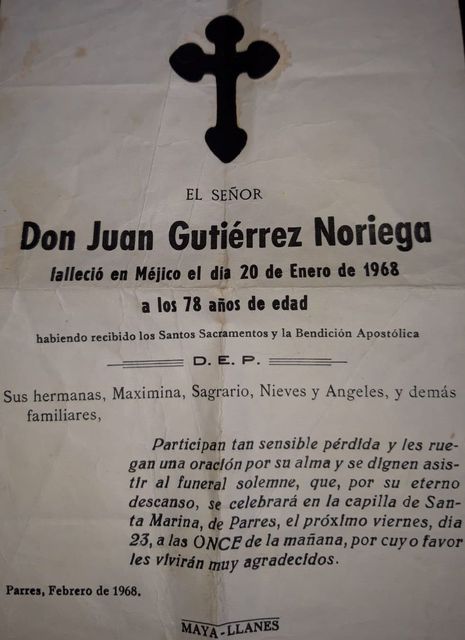 EL SEÑOR
Don Juan Gutiérrez Noriega
falleció en Méjico el día 20 de Enero de 1968
a los 78 años de edad
habiendo recibido los Santos Sacramentos y la Bendición Apostólica
D. E. P.
Sus hermanas, Maximina, Sagrario, Nieves y Angeles, y demás
familiares,
Participan tan sensible pérdida y les rue-
gan una oración por su alma y se dignen asis-
tir al funeral solemne, que, por su eterno
descanso, se celebrará en la capilla de San-
ta Marina, de Parres, el próximo viernes, día
23, a las ONCE de la mañana, por cuyo favor
les vivirán muy agradecidos.
Parres, Febrero de 1968.
MAYA-LLANES